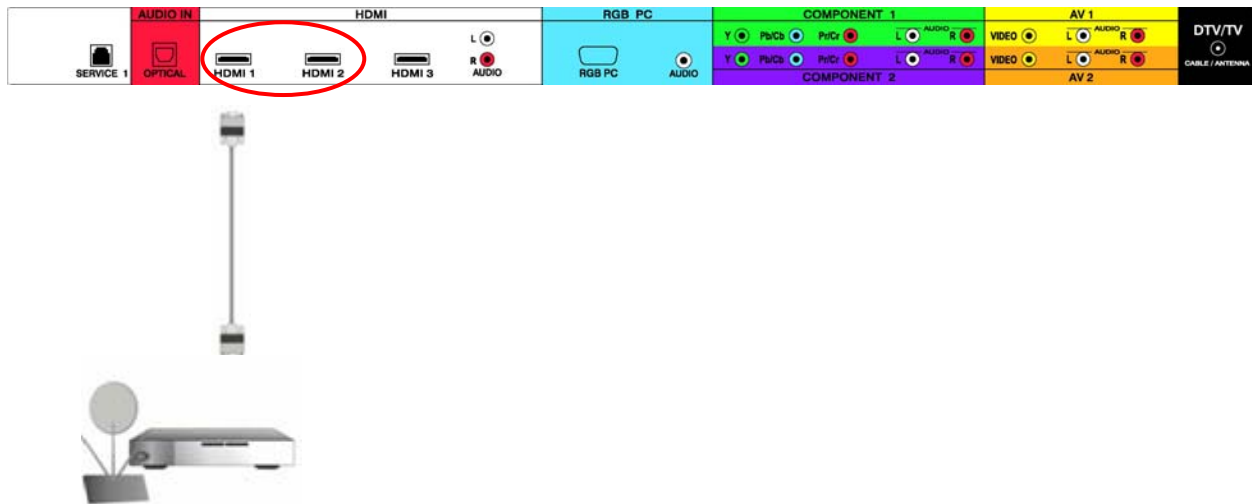 AUDIO IN HDMI RGB PC COMPONENT 1 AV 1
L Y Pb/Cb Pr/Cr L AUDIO R VIDEO L AUDIO R DTV/TV
SERVICE 1 OPTICAL HDMI 1 HDMI 2 HDMI 3 R AUDIO RGB PC AUDIO Y Pb/Cb Pr/Cr L AUDIO R VIDEO L AUDIO R CABLE / ANTENNA
COMPONENT 2 AV 2